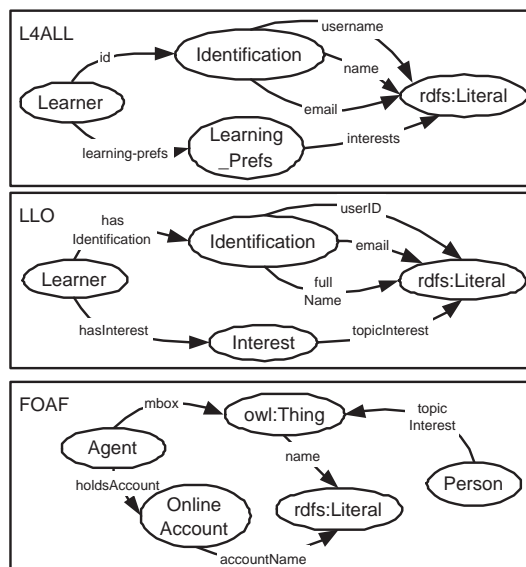 L4ALL
username
id
Identification
name
Learner
rdfs:Literal
email
Learning
_Prefs
learning-prefs
interests
LLO
has
Identification
userID
Identification
email
Learner
rdfs:Literal
full
Name
hasInterest
Interest
topicInterest
FOAF
mbox
owl:Thing
topic
Interest
Agent
name
holdsAccount
Person
Online
Account
rdfs:Literal
accountName